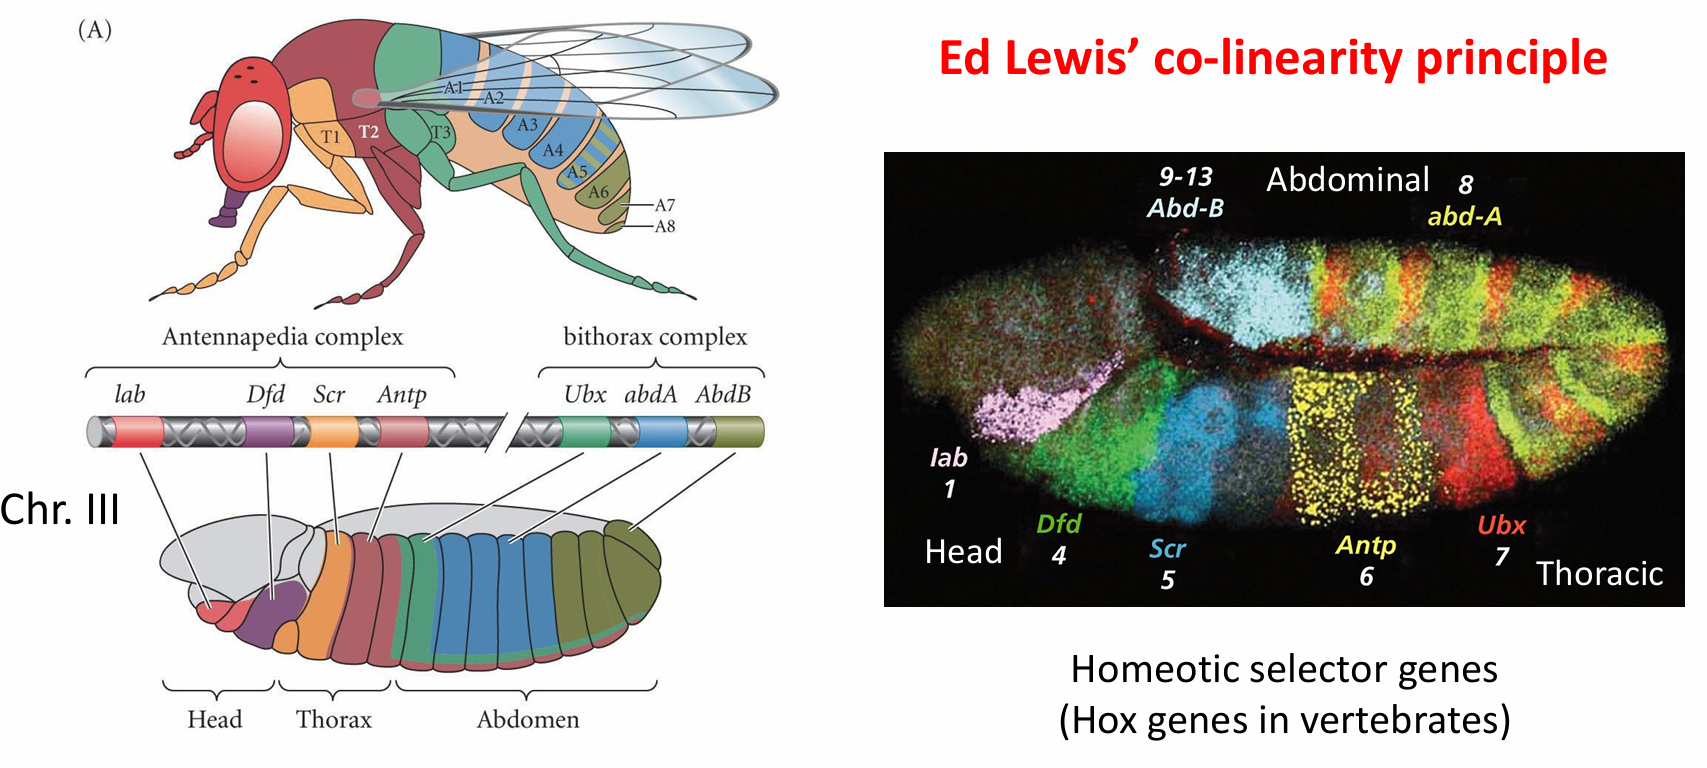 (A)
Ed Lewis’ co-linearity principle
T1
T2
T3
A1
A2
A3
A4
A5
A6
A7
A8
Antennapedia complex
bithorax complex
lab
Dfd
Scr
Antp
Ubx
abdA
AbdB
Chr. III
Head
Thorax
Abdomen
9-13
Abd-B
Abdominal
8
abd-A
lab
1
Head
Dfd
4
Scr
5
Antp
6
Ubx
7
Thoracic
Homeotic selector genes
(Hox genes in vertebrates)